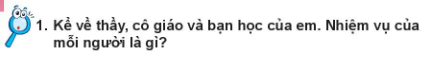 1. Kể về thầy, cô giáo và bạn học của em. Nhiệm vụ của
mỗi người là gì?